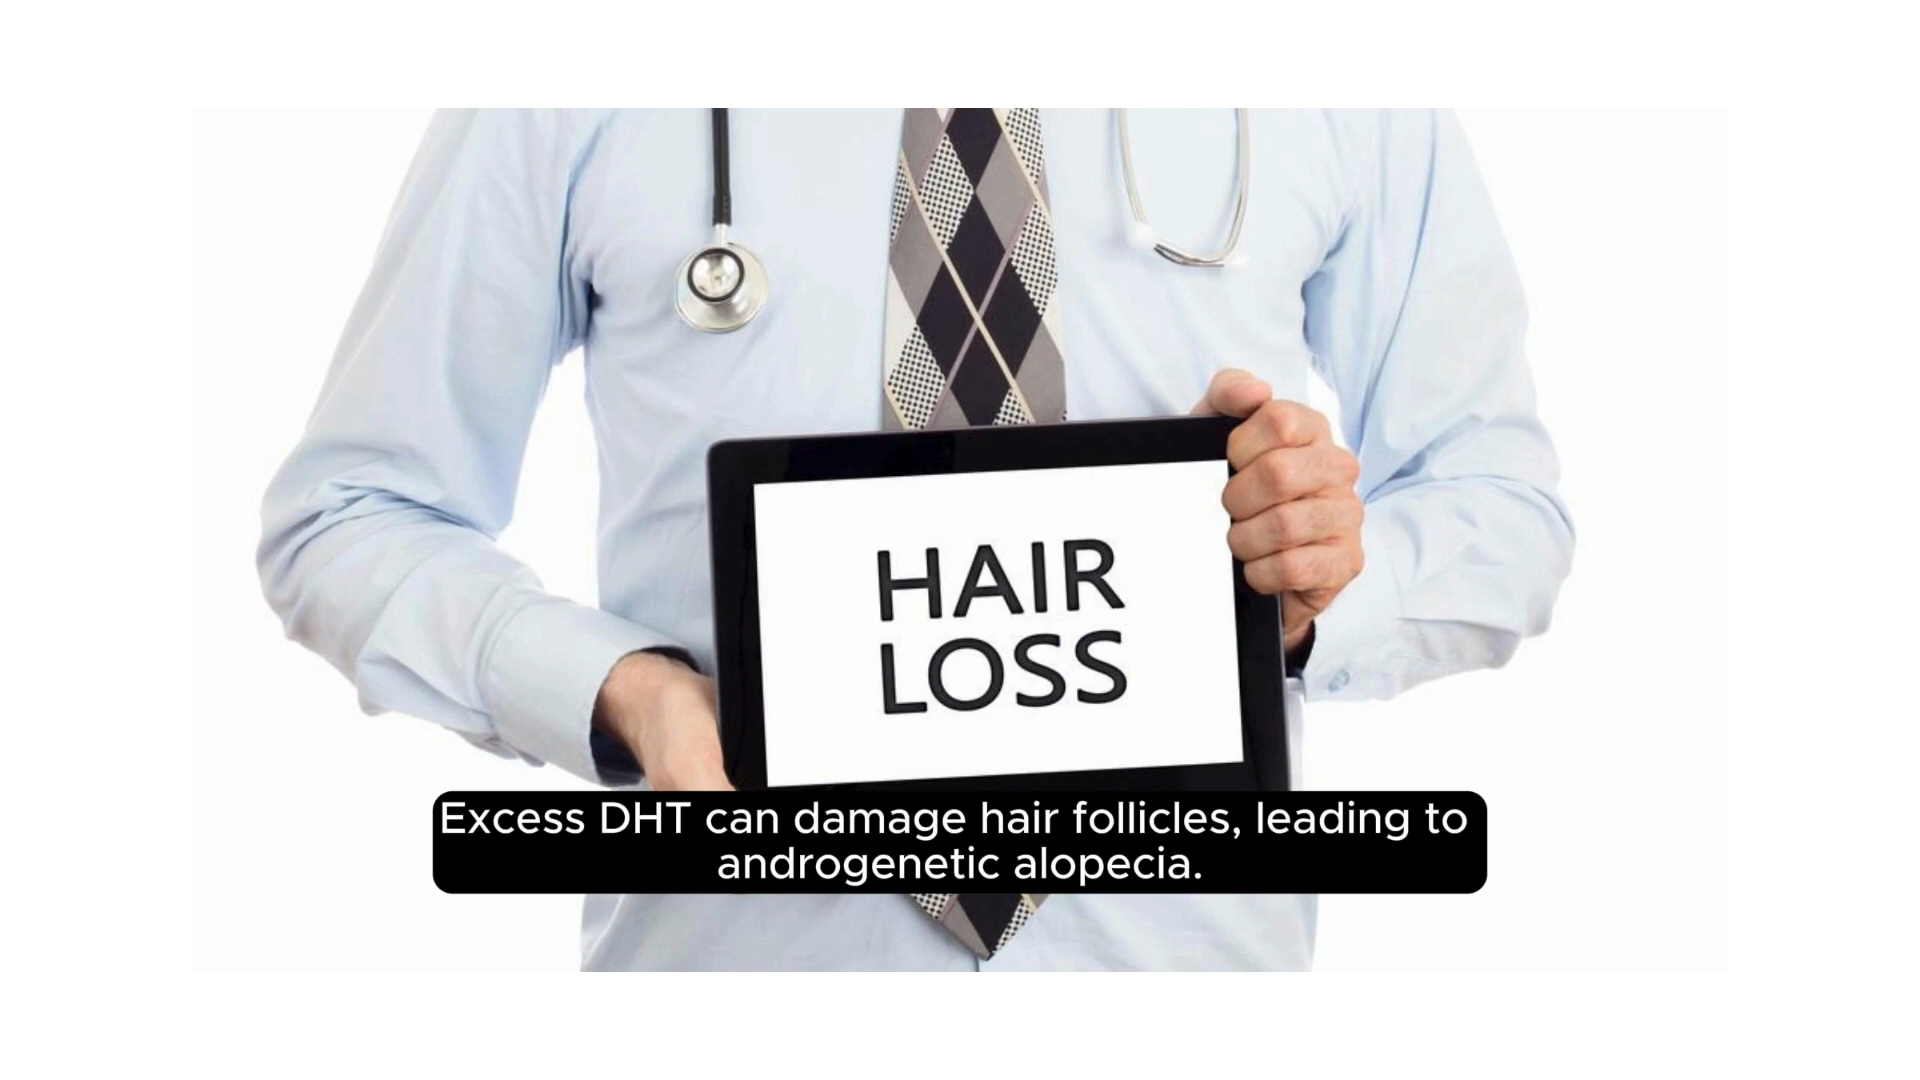 HAIR
LOSS
Excess DHT can damage hair follicles, leading to
androgenetic alopecia.